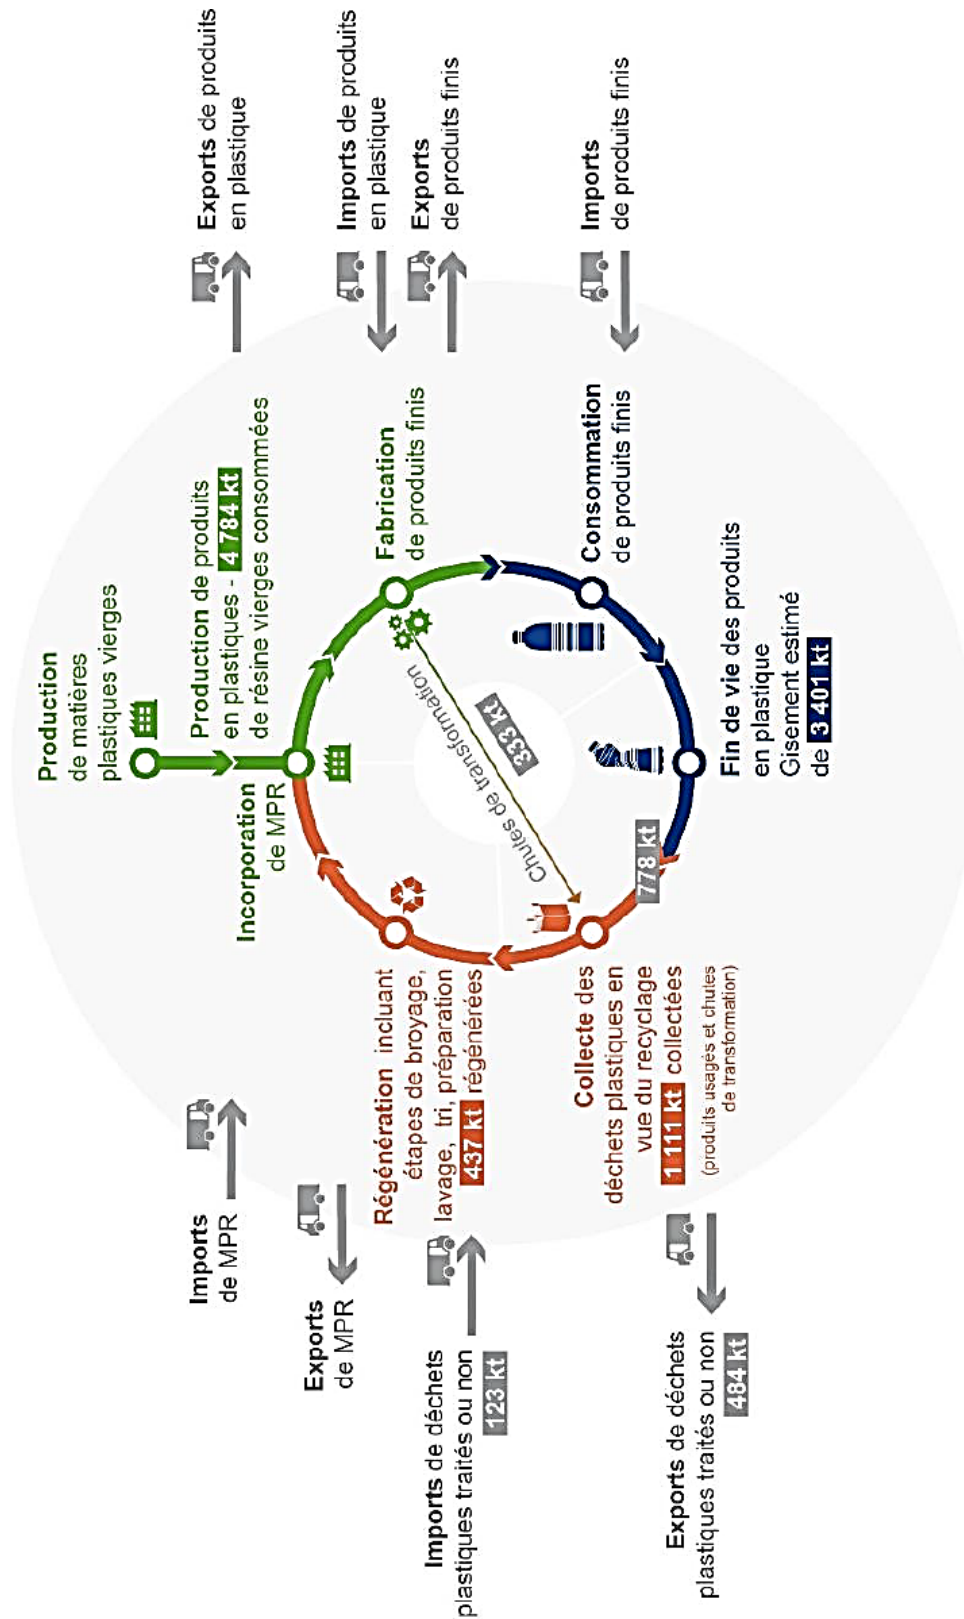 Production
de matières
plastiques vierges
Production de produits
en plastiques - 4 784 kt
de résine vierges consommées
Exports de produits
en plastique
Incorporation
de MPR
Imports
de MPR
Exports
de MPR
Imports de produits
en plastique
Exports
de produits finis
Fabrication
de produits finis
Régénération incluant
étapes de broyage,
lavage, tri, préparation
437 kt régénérées
Imports de déchets
plastiques traités ou non
123 kt
Chutes de transformation
333 kt
Imports
de produits finis
Consommation
de produits finis
Collecte des
déchets plastiques en
vue du recyclage
1 111 kt collectées
(produits usagés et chutes
de transformation)
778 kt
Exports de déchets
plastiques traités ou non
484 kt
Fin de vie des produits
en plastique
Gisement estimé
de 3 401 kt